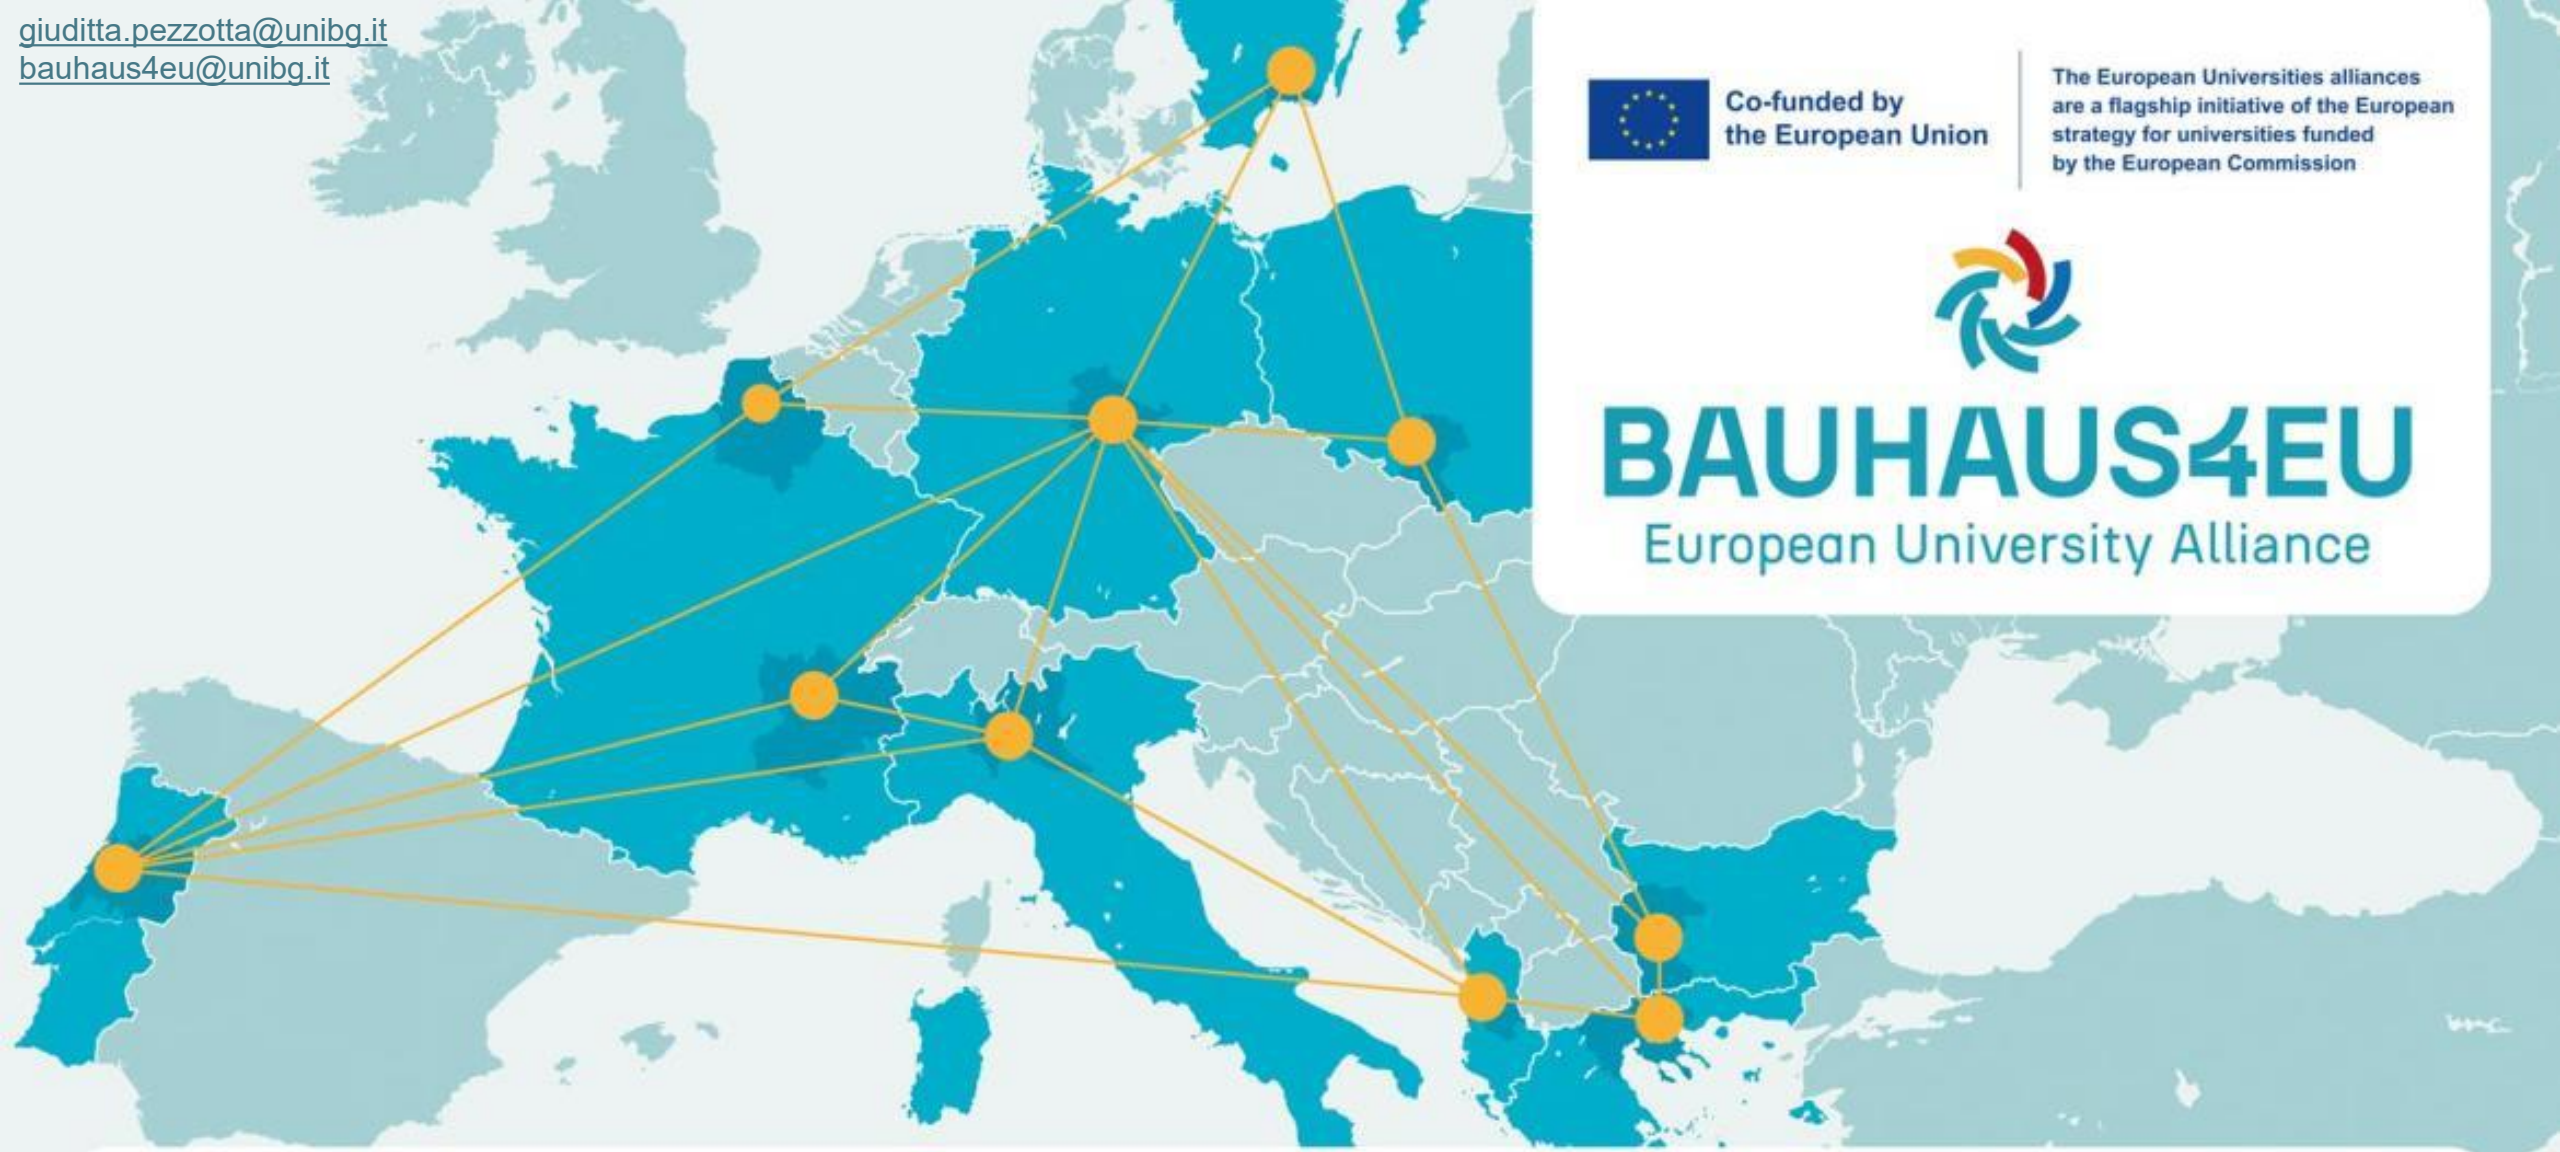 giuditta.pezzotta@unibg.it
bauhaus4eu@unibg.it
Co-funded by
the European Union
The European Universities alliances
are a flagship initiative of the European
strategy for universities funded
by the European Commission
BAUHAUS4EU
European University Alliance